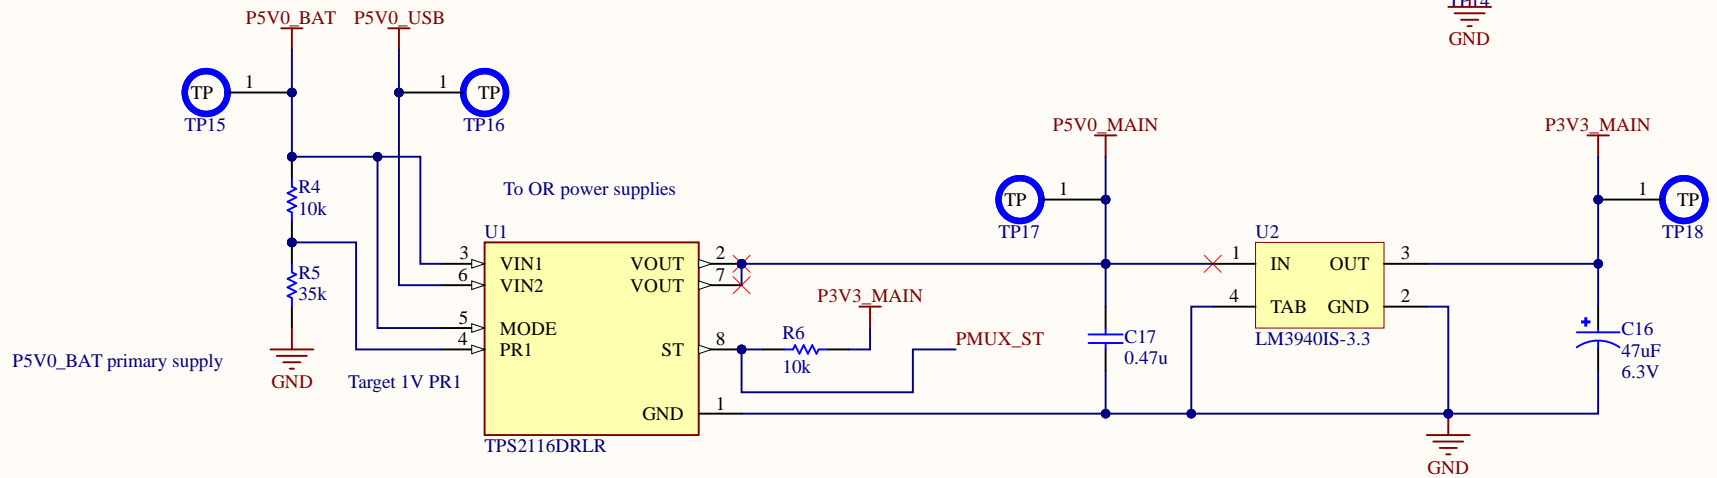 P5V0_BAT P5V0_USB
TP14
GND
TP 1
TP15
1 TP
TP16
P5V0_MAIN
P3V3_MAIN
R4
10k
To OR power supplies
TP 1
TP17
1 TP
TP18
R5
35k
GND
P5V0_BAT primary supply
Target 1V PR1
U1
3 VIN1
6 VIN2
5 MODE
4 PR1
VOUT 2
VOUT 7
ST 8
GND 1
TPS2116DRLR
P3V3_MAIN
R6
10k
PMUX_ST
C17
0.47u
U2
1 IN OUT 3
4 TAB GND 2
LM3940IS-3.3
C16
47uF
6.3V
GND